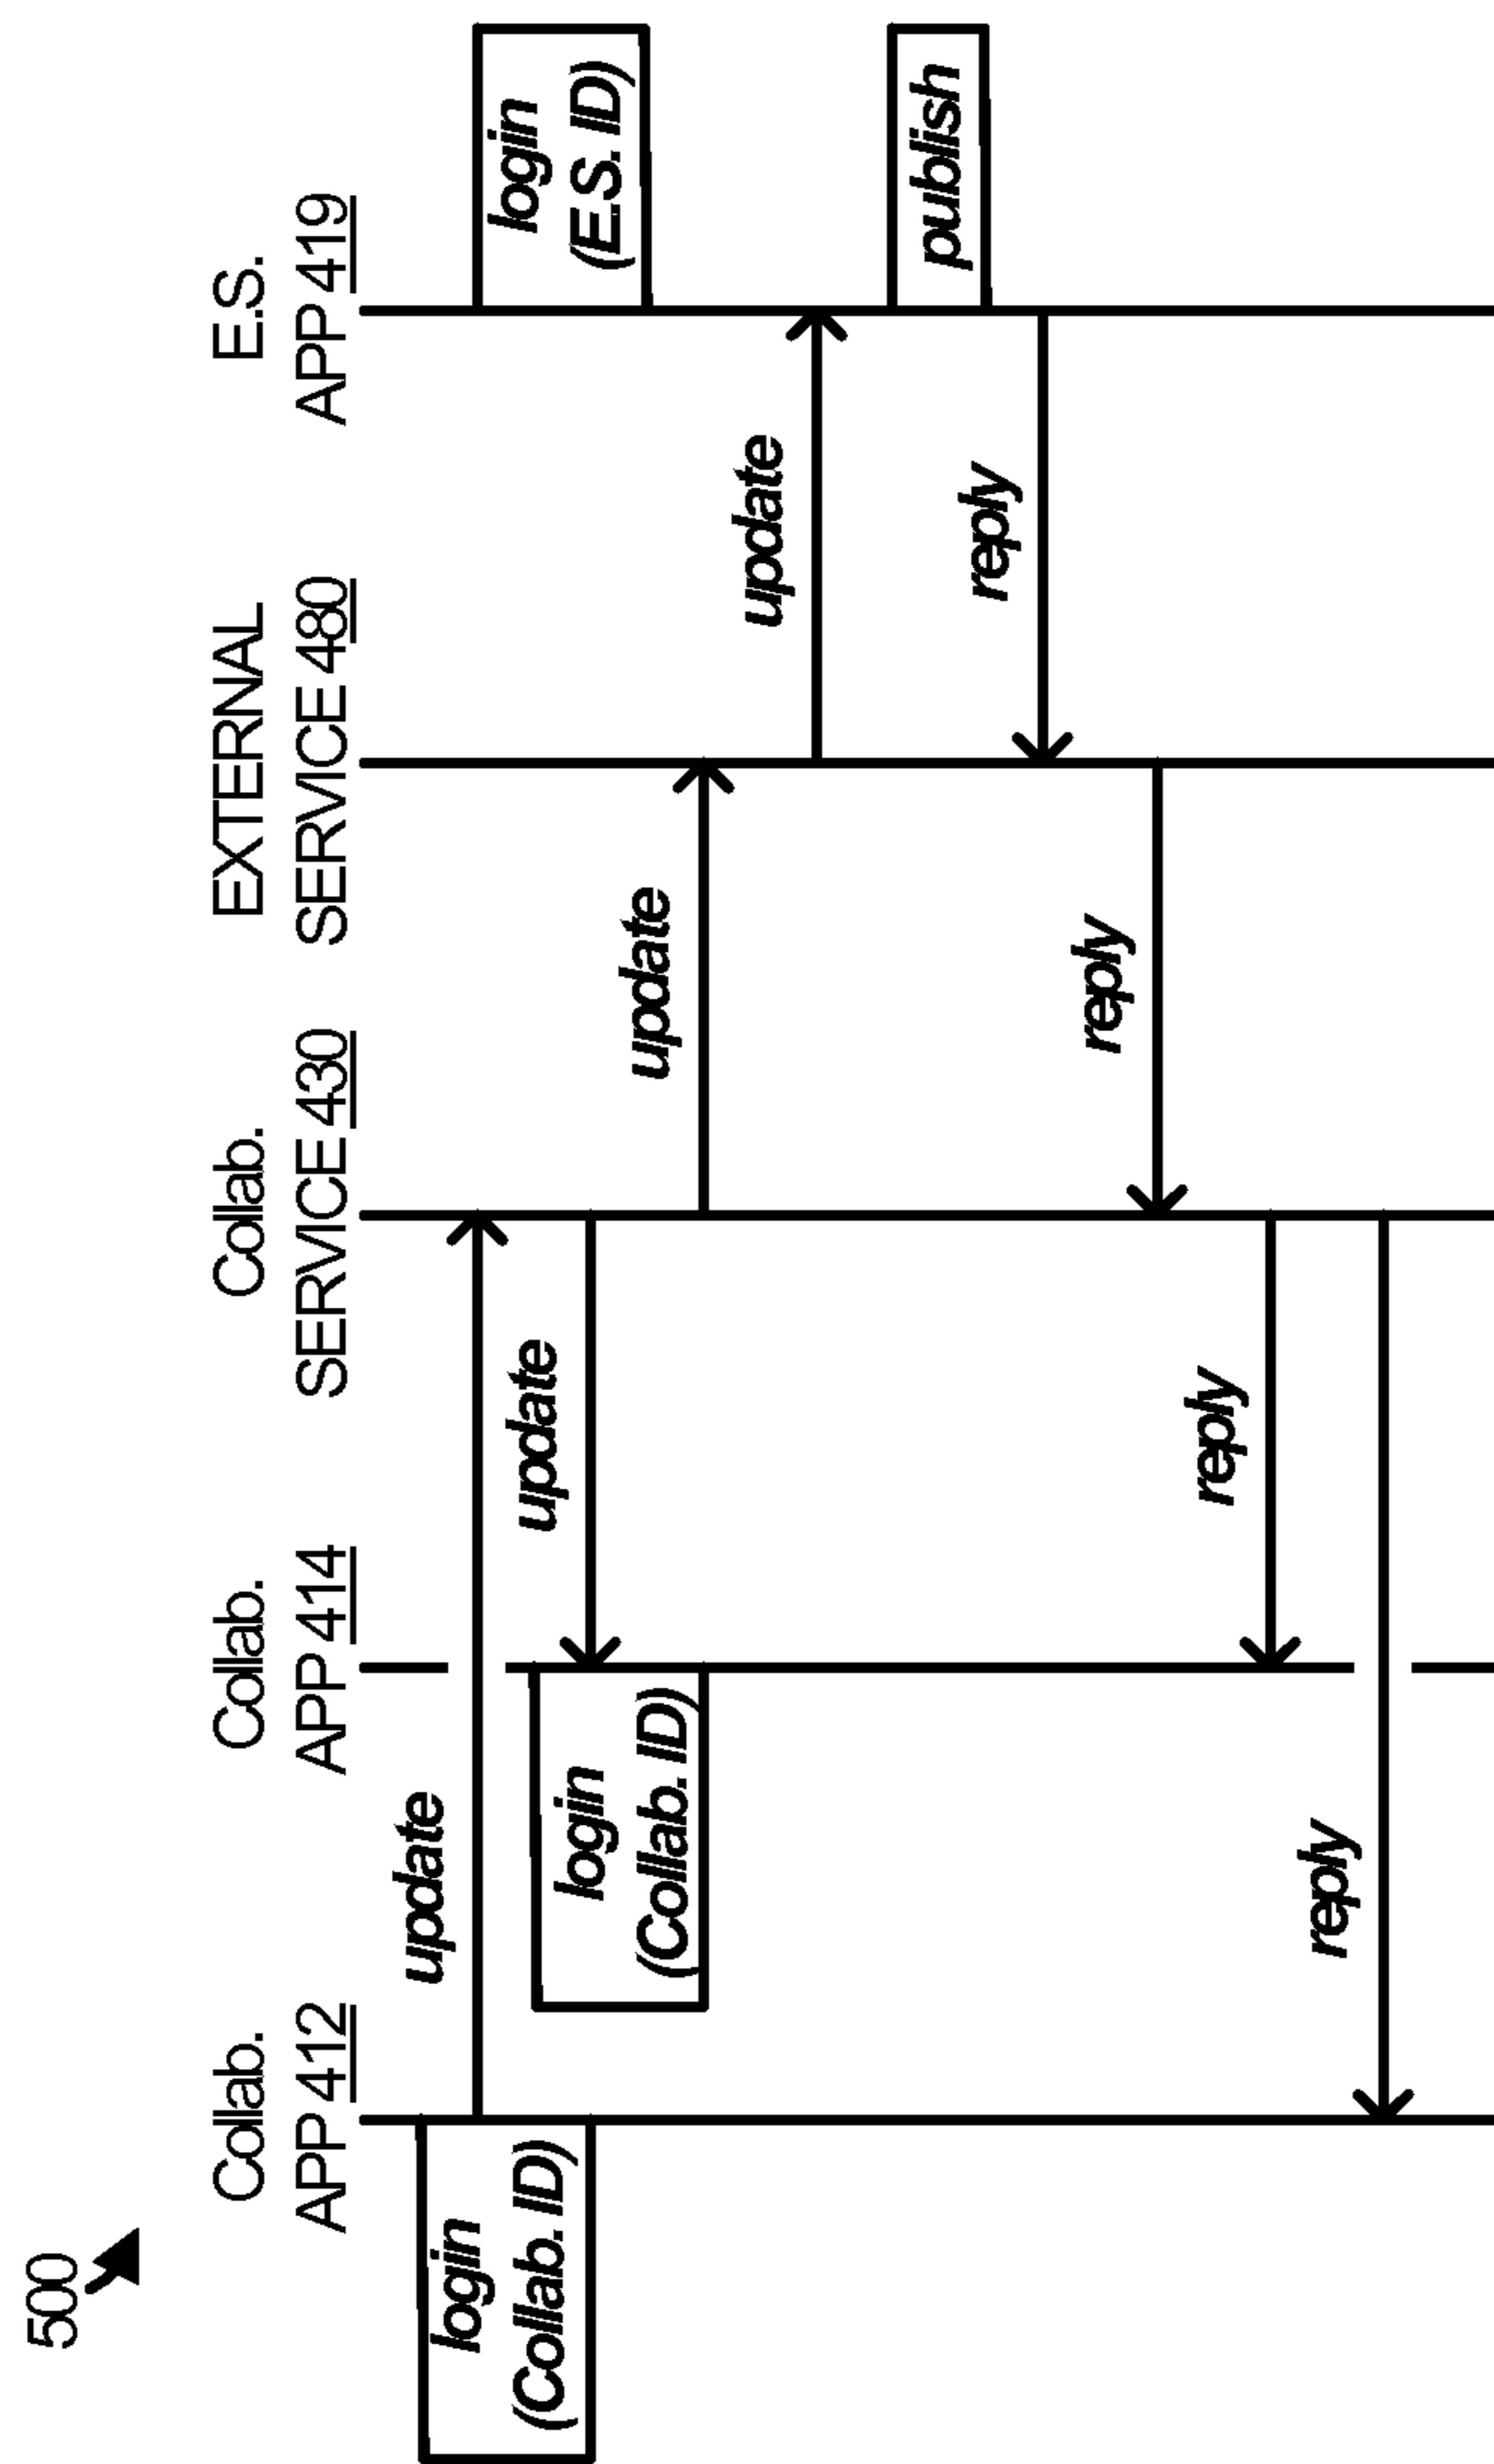 500
Collab.
APP 412
Collab.
APP 414
Collab.
SERVICE 430
EXTERNAL
SERVICE 480
E.S.
APP 419
login
(Collab. ID)
update
login
(E.S. ID)
update
login
(Collab. ID)
update
update
publish
reply
reply
reply
reply